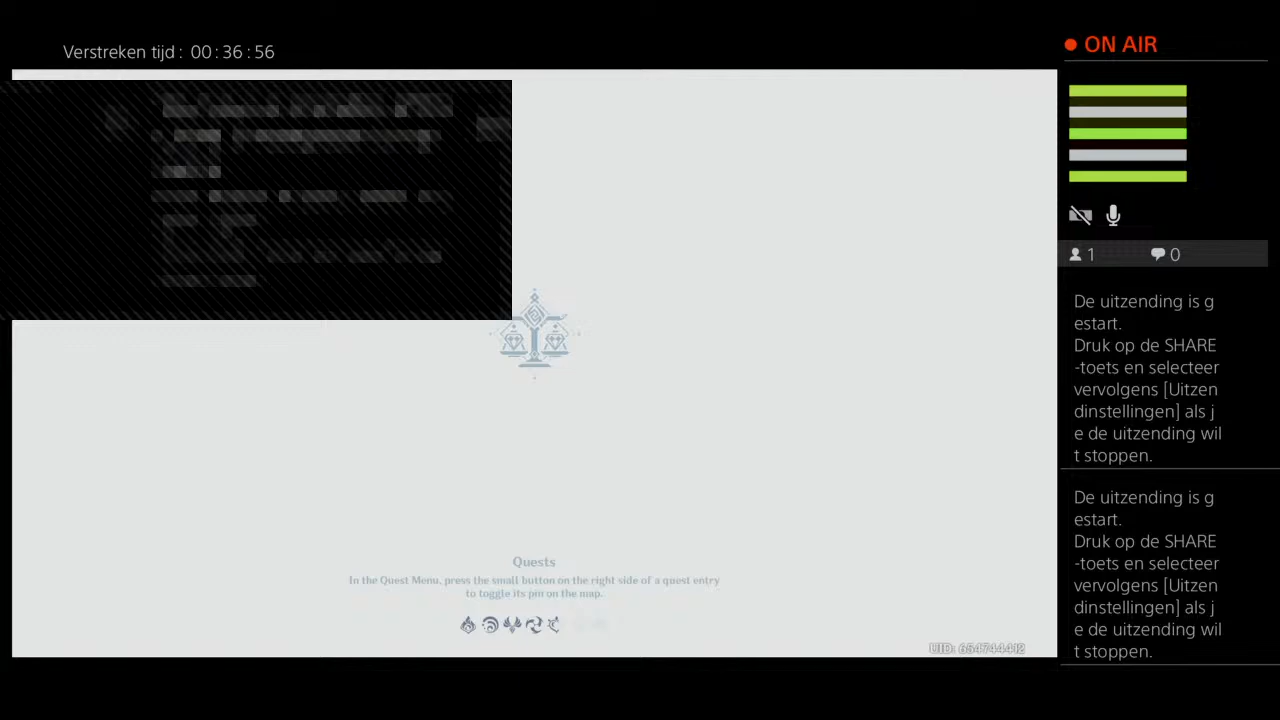 Verstreken tijd : 00 : 36 : 56
ON AIR
1
0
De uitzending is g
estart.
Druk op de SHARE
-toets en selecteer
vervolgens [Uitzen
dinstellingen] als j
e de uitzending wil
t stoppen.
De uitzending is g
estart.
Druk op de SHARE
-toets en selecteer
vervolgens [Uitzen
dinstellingen] als j
e de uitzending wil
t stoppen.
Quests
In the Quest Menu, press the small button on the right side of a quest entry
to toggle its pin on the map.
UID: 654744412